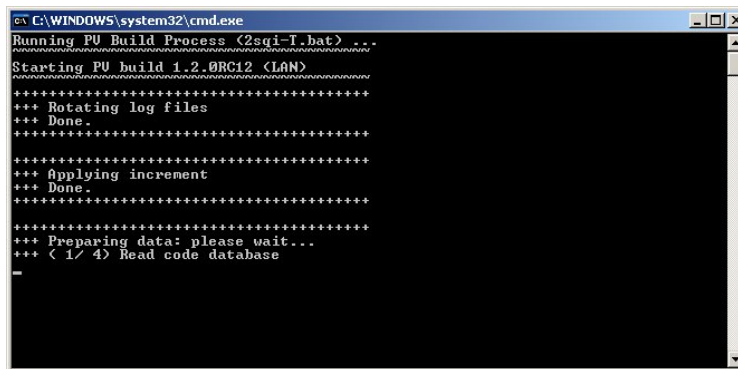 C:\WINDOWS\system32\cmd.exe
Running PV Build Process (2sqi-T.bat) ...
~~~~~~~~~~~~~~~~~~~~~~~~~~~~~~~~~~~~~~~~~
Starting PV build 1.2.0RC12 (LAN)
~~~~~~~~~~~~~~~~~~~~~~~~~~~~~~~~~~~~~~~~~
+++++++++++++++++++++++++++++++++++++++++
+++ Rotating log files
+++ Done.
+++++++++++++++++++++++++++++++++++++++++
+++++++++++++++++++++++++++++++++++++++++
+++ Applying increment
+++ Done.
+++++++++++++++++++++++++++++++++++++++++
+++++++++++++++++++++++++++++++++++++++++
+++ Preparing data: please wait...
+++ ( 1/ 4) Read code database
_